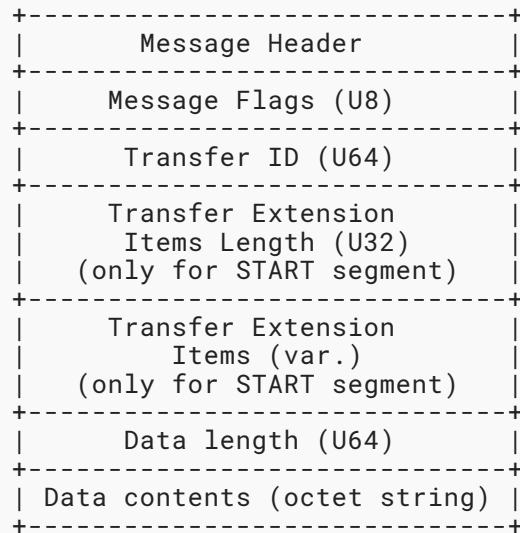 +------------------------------+
|       Message Header         |
+------------------------------+
|     Message Flags (U8)       |
+------------------------------+
|      Transfer ID (U64)       |
+------------------------------+
|     Transfer Extension       |
|      Items Length (U32)      |
|   (only for START segment)   |
+------------------------------+
|     Transfer Extension       |
|         Items (var.)         |
|   (only for START segment)   |
+------------------------------+
|      Data length (U64)       |
+------------------------------+
| Data contents (octet string) |
+------------------------------+